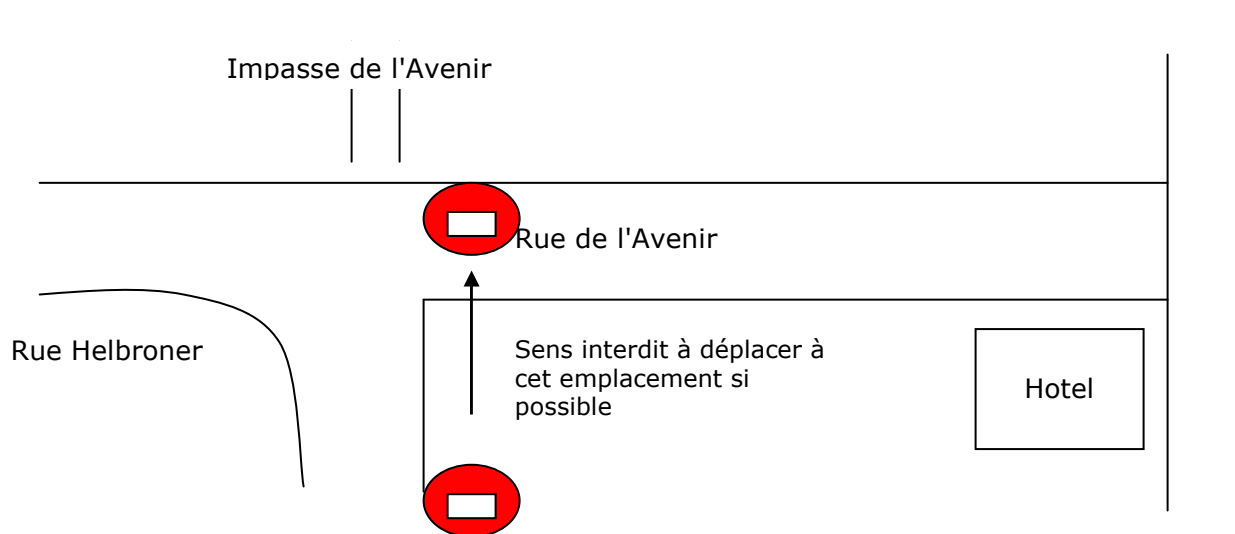 Impasse de l'Avenir
Rue de l'Avenir
Rue Helbroner
Sens interdit à déplacer à
cet emplacement si
possible
Hotel